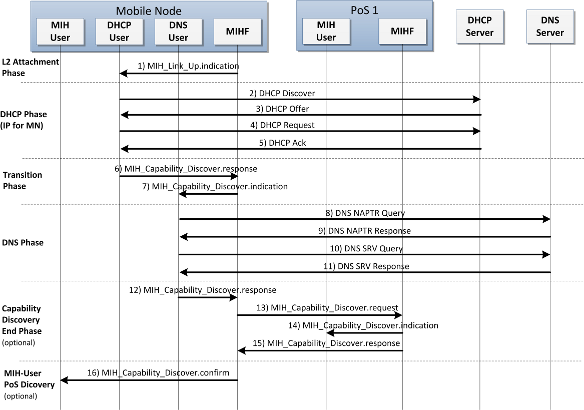 Mobile Node
PoS 1
MIH
User
DHCP
User
DNS
User
MIHF
MIH
User
MIHF
DHCP
Server
DNS
Server
L2 Attachment
Phase
1) MIH_Link_Up.indication
DHCP Phase
(IP for MN)
2) DHCP Discover
3) DHCP Offer
4) DHCP Request
5) DHCP Ack
Transition
Phase
6) MIH_Capability_Discover.response
7) MIH_Capability_Discover.indication
DNS Phase
8) DNS NAPTR Query
9) DNS NAPTR Response
10) DNS SRV Query
11) DNS SRV Response
Capability
Discovery
End Phase
(optional)
12) MIH_Capability_Discover.response
13) MIH_Capability_Discover.request
14) MIH_Capability_Discover.indication
15) MIH_Capability_Discover.response
MIH-User
PoS Dicovery
(optional)
16) MIH_Capability_Discover.confirm